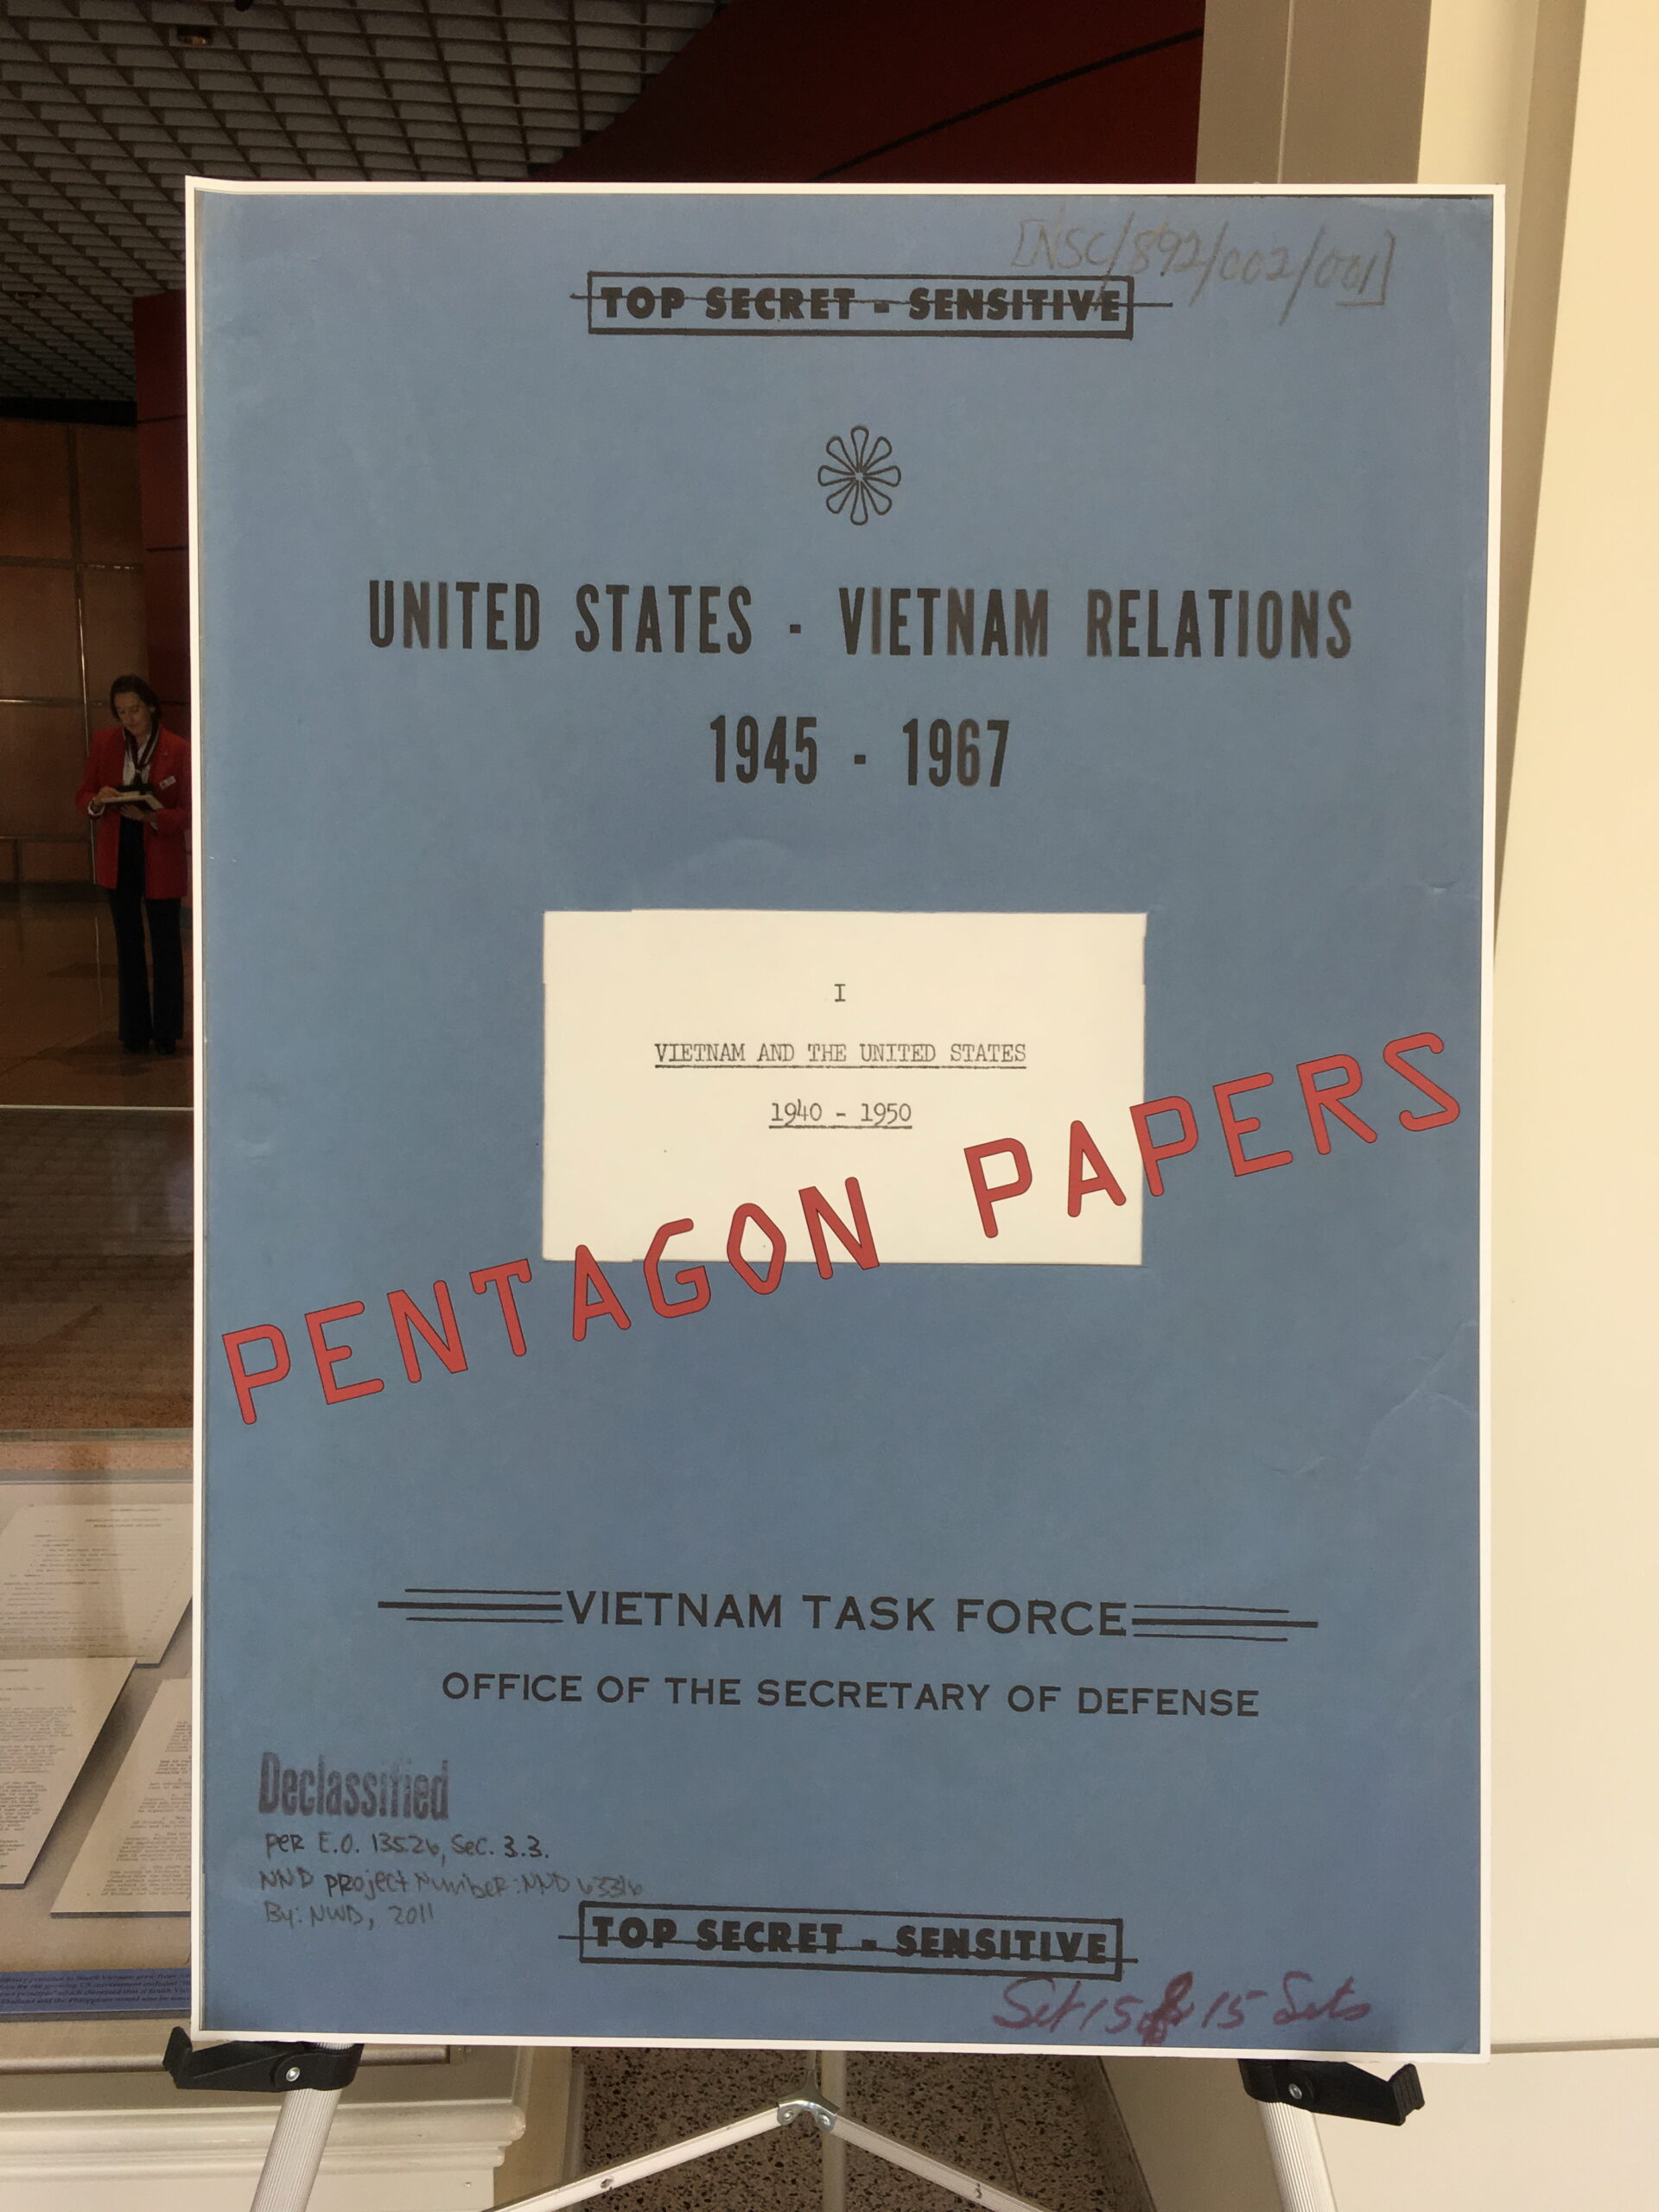 [NSC/892/002/001]
TOP SECRET - SENSITIVE
UNITED STATES - VIETNAM RELATIONS
1945 - 1967
I
VIETNAM AND THE UNITED STATES
1940 - 1950
PENTAGON PAPERS
VIETNAM TASK FORCE
OFFICE OF THE SECRETARY OF DEFENSE
Declassified
per E.O. 13526, Sec. 3.3.
NND project Number: NND 63316
By: NWD, 2011
TOP SECRET - SENSITIVE
Set 15 of 15 Sets